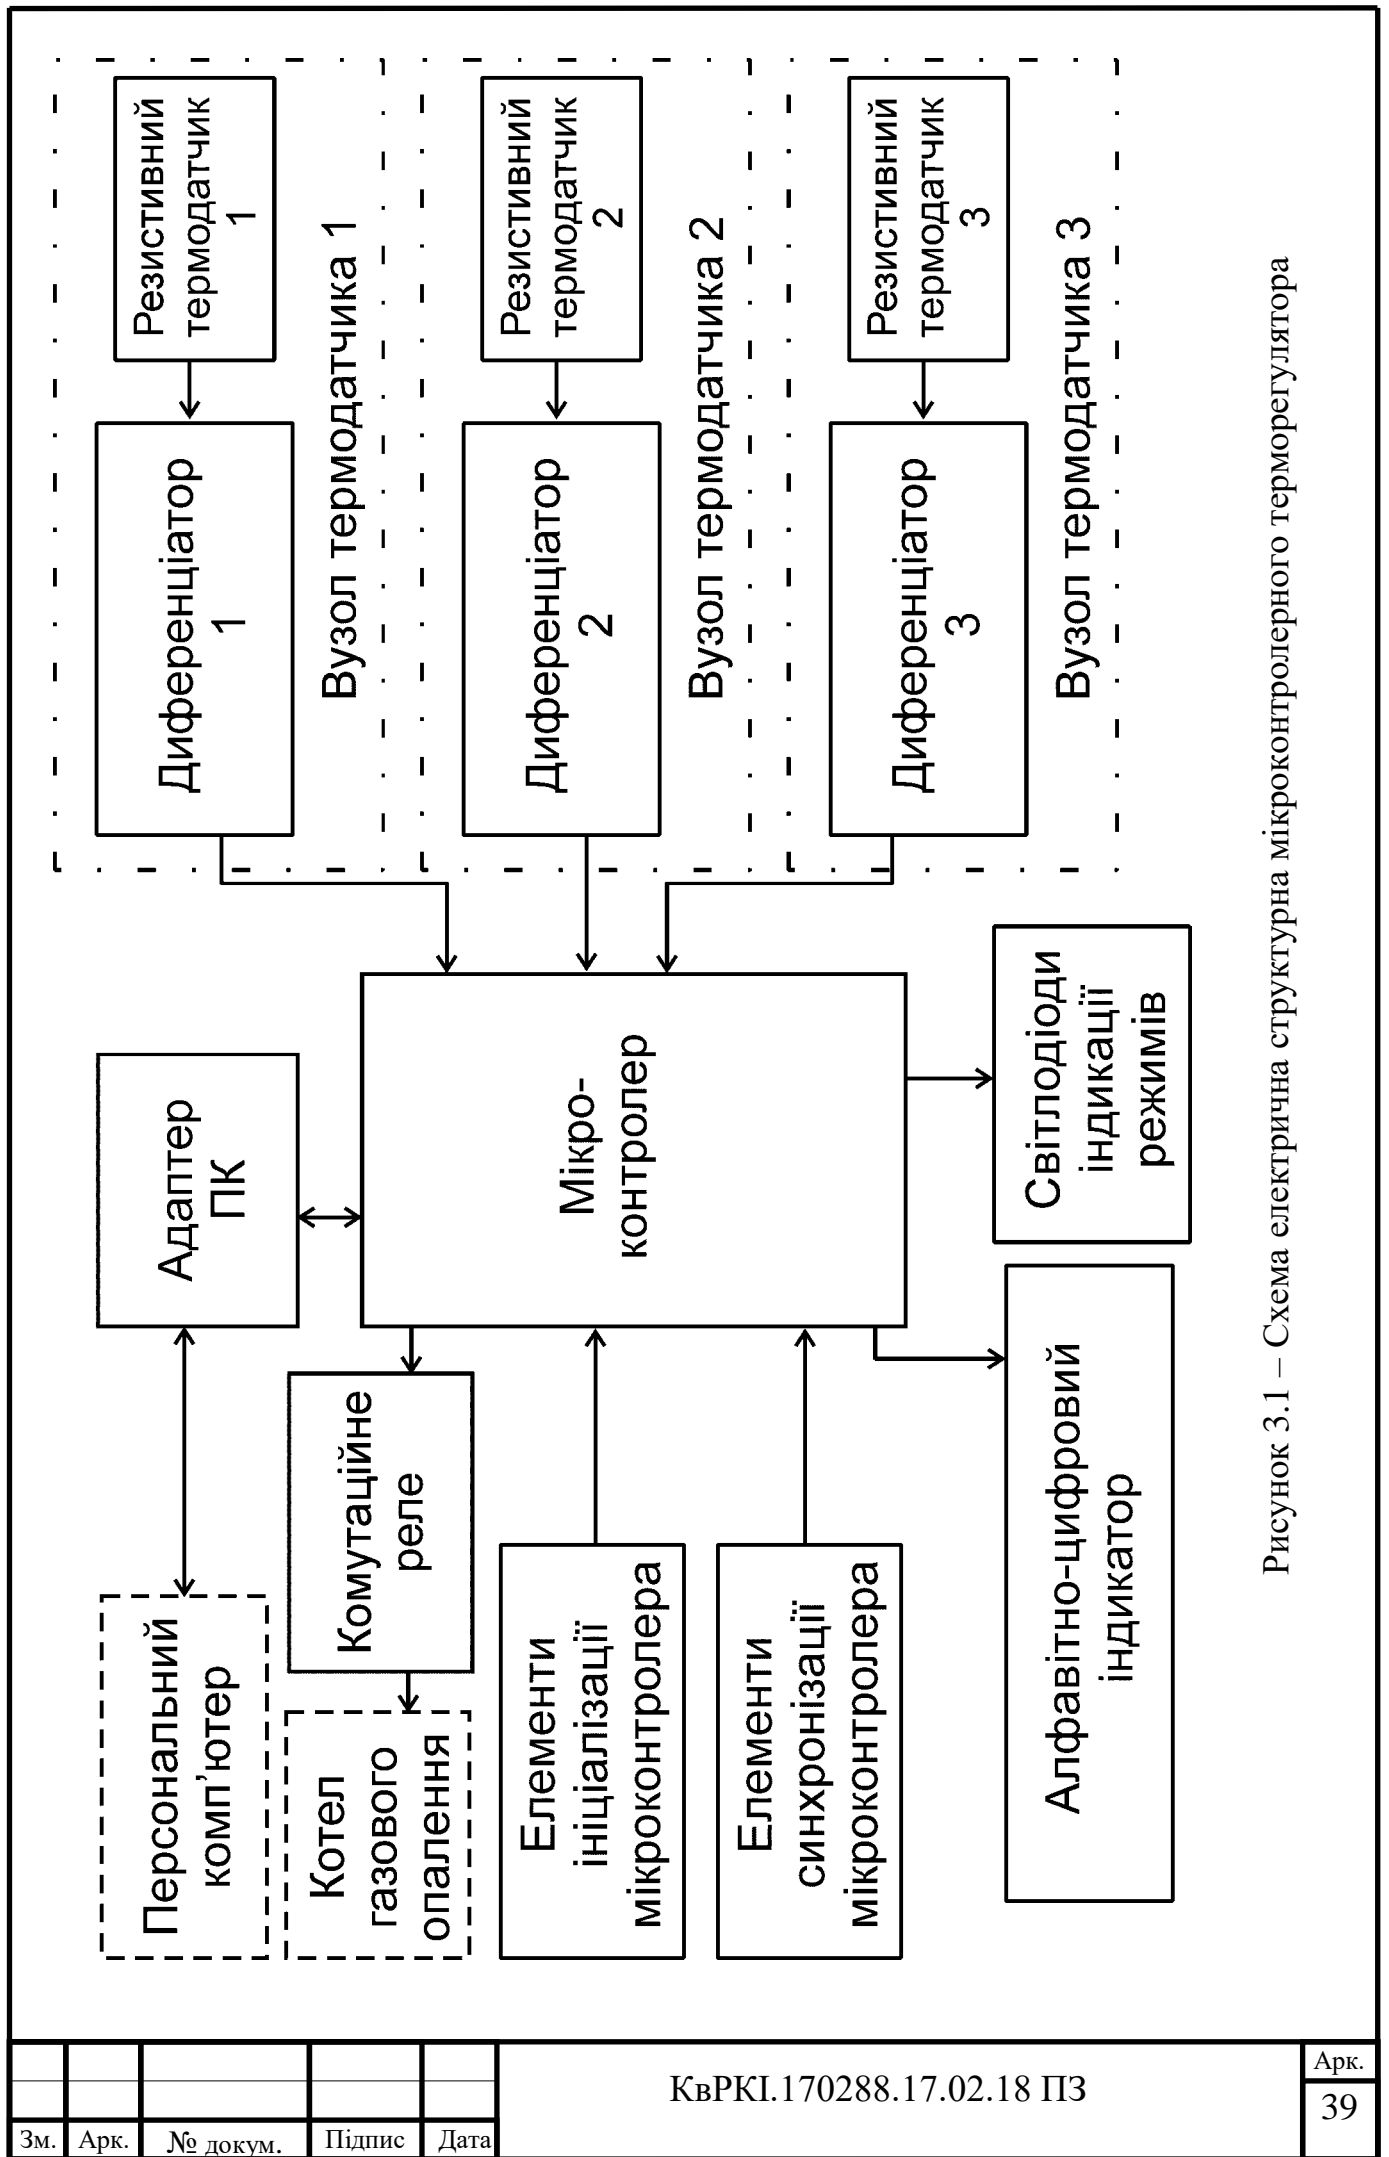 Персональний
комп'ютер
Адаптер
ПК
Диференціатор
1
Резистивний
термодатчик
1
Вузол термодатчика 1
Котел
газового
опалення
Комутаційне
реле
Мікро-
контролер
Диференціатор
2
Резистивний
термодатчик
2
Вузол термодатчика 2
Елементи
ініціалізації
мікроконтролера
Елементи
синхронізації
мікроконтролера
Диференціатор
3
Резистивний
термодатчик
3
Вузол термодатчика 3
Алфавітно-цифровий
індикатор
Світлодіоди
індикації
режимів
Рисунок 3.1 – Схема електрична структурна мікроконтролерного терморегулятора
КвРКІ.170288.17.02.18 ПЗ
Арк.
39
Зм. Арк. № докум. Підпис Дата